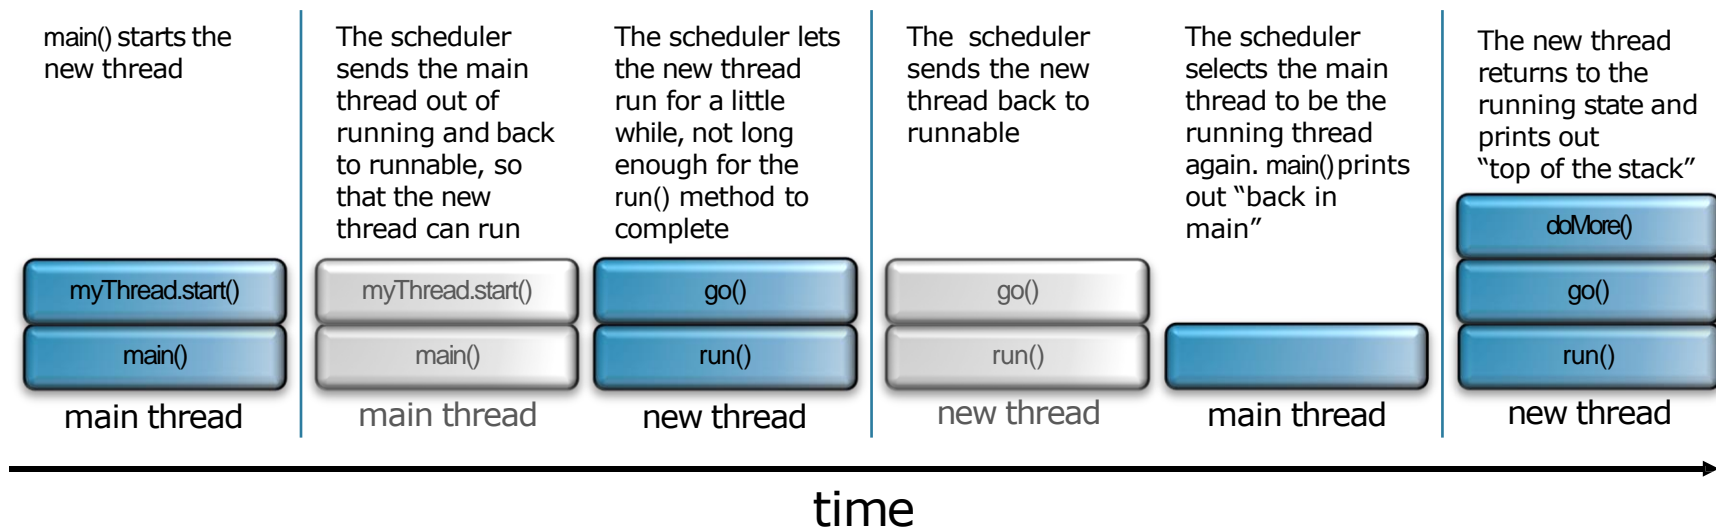 main() starts the
new thread
The scheduler
sends the main
thread out of
running and back
to runnable, so
that the new
thread can run
The scheduler lets
the new thread
run for a little
while, not long
enough for the
run() method to
complete
The scheduler
sends the new
thread back to
runnable
The scheduler
selects the main
thread to be the
running thread
again. main() prints
out “back in
main”
The new thread
returns to the
running state and
prints out
“top of the stack”
myThread.start()
main()
main thread
myThread.start()
main()
main thread
go()
run()
new thread
go()
run()
new thread
main thread
doMore()
go()
run()
new thread
time